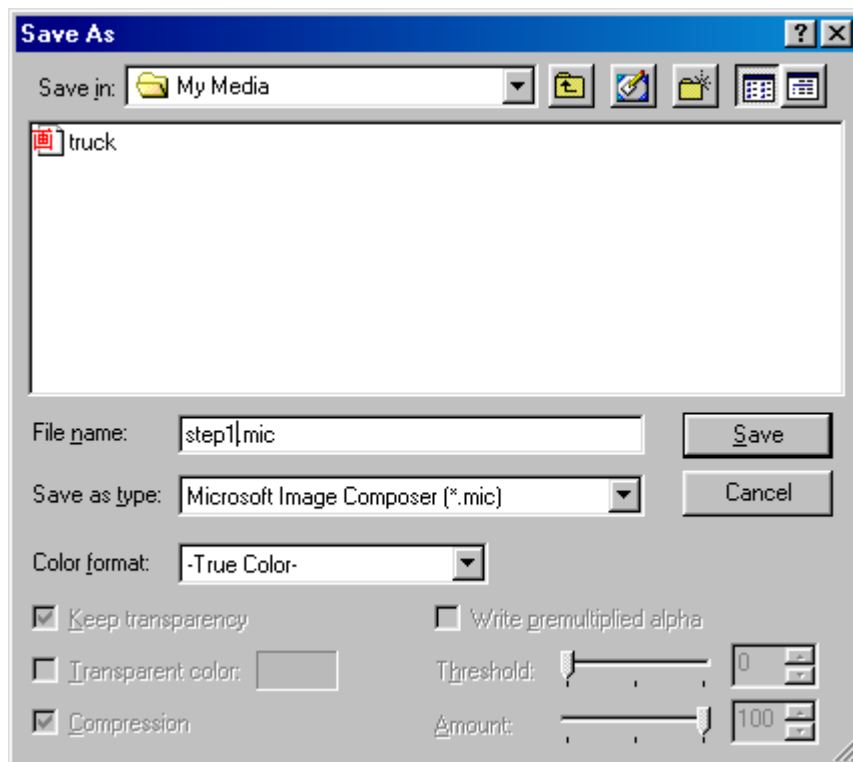 Save As
Save in: My Media
画 truck
File name: step1.mic Save
Save as type: Microsoft Image Composer (*.mic) Cancel
Color format: -True Color-
Keep transparency Write premultiplied alpha
Transparent color: Threshold: 0
Compression Amount: 100